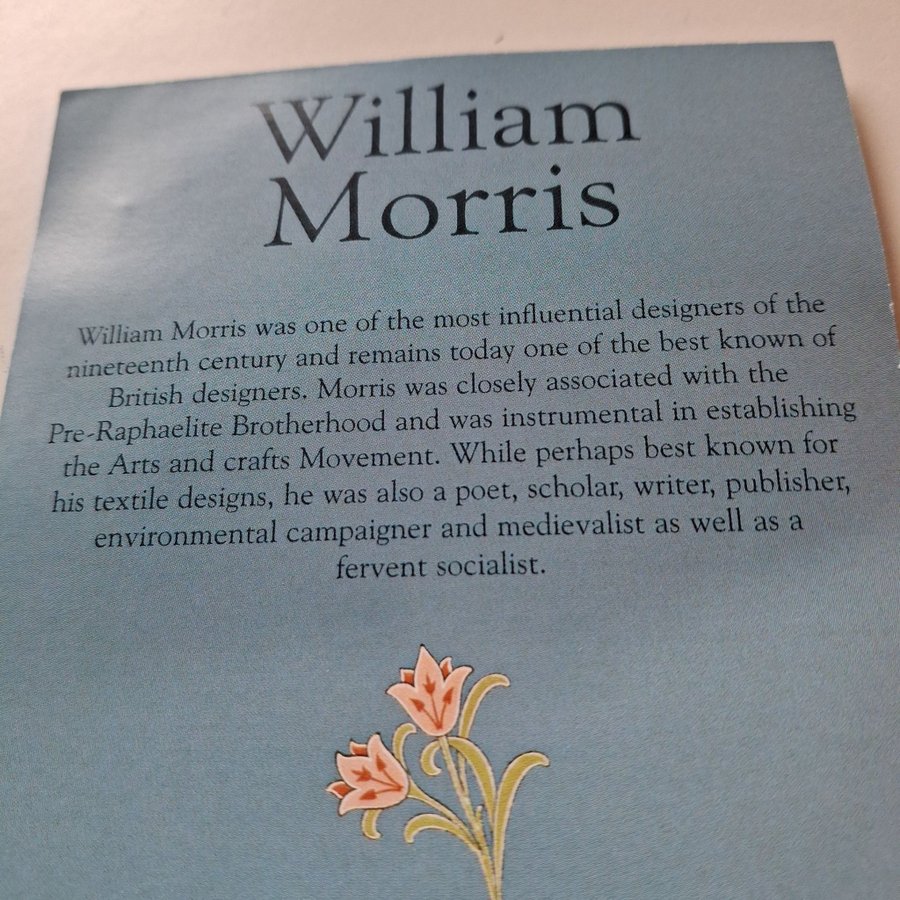 William
Morris
William Morris was one of the most influential designers of the
nineteenth century and remains today one of the best known of
British designers. Morris was closely associated with the
Pre-Raphaelite Brotherhood and was instrumental in establishing
the Arts and crafts Movement. While perhaps best known for
his textile designs, he was also a poet, scholar, writer, publisher,
environmental campaigner and medievalist as well as a
fervent socialist.